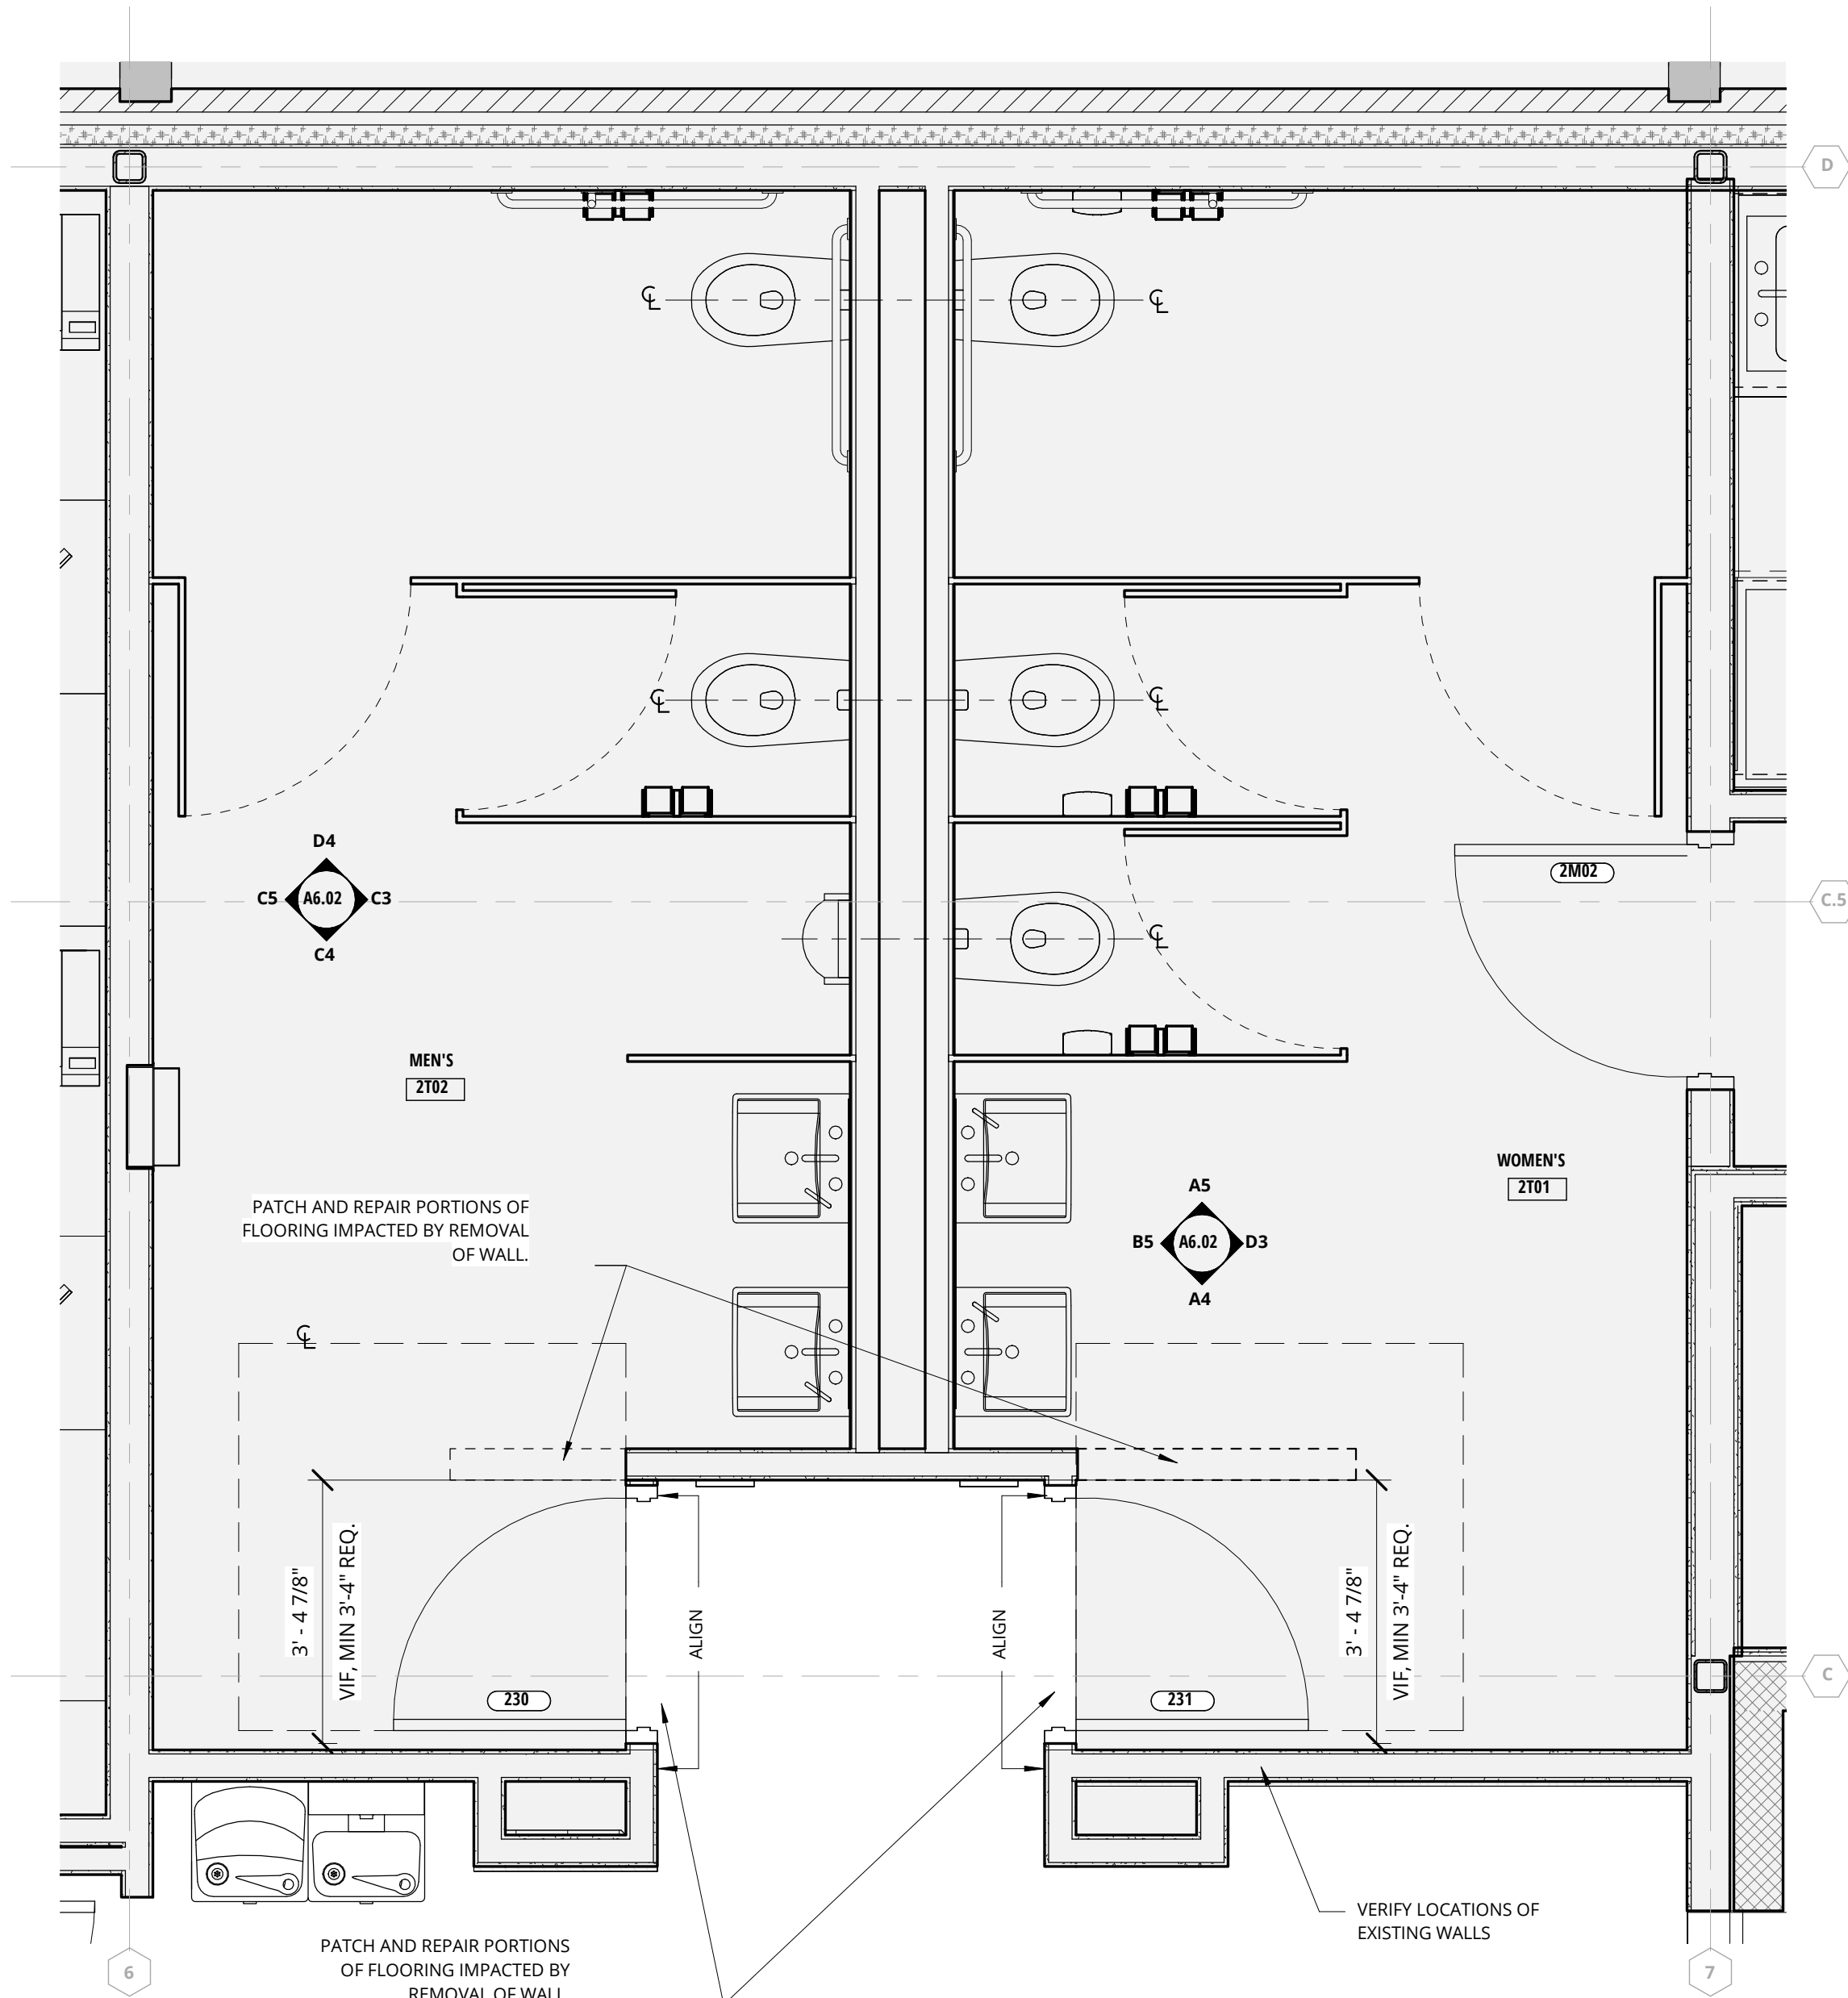 D
℄
℄
℄
℄
2M02
D4
C5
A6.02
C3
C4
C.5
℄
MEN'S
2T02
WOMEN'S
2T01
PATCH AND REPAIR PORTIONS OF
FLOORING IMPACTED BY REMOVAL
OF WALL.
A5
B5
A6.02
D3
A4
℄
3' - 4 7/8"
VIF, MIN 3'-4" REQ.
ALIGN
ALIGN
3' - 4 7/8"
VIF, MIN 3'-4" REQ.
C
230
231
VERIFY LOCATIONS OF
EXISTING WALLS
PATCH AND REPAIR PORTIONS
OF FLOORING IMPACTED BY
REMOVAL OF WALL.
6
7